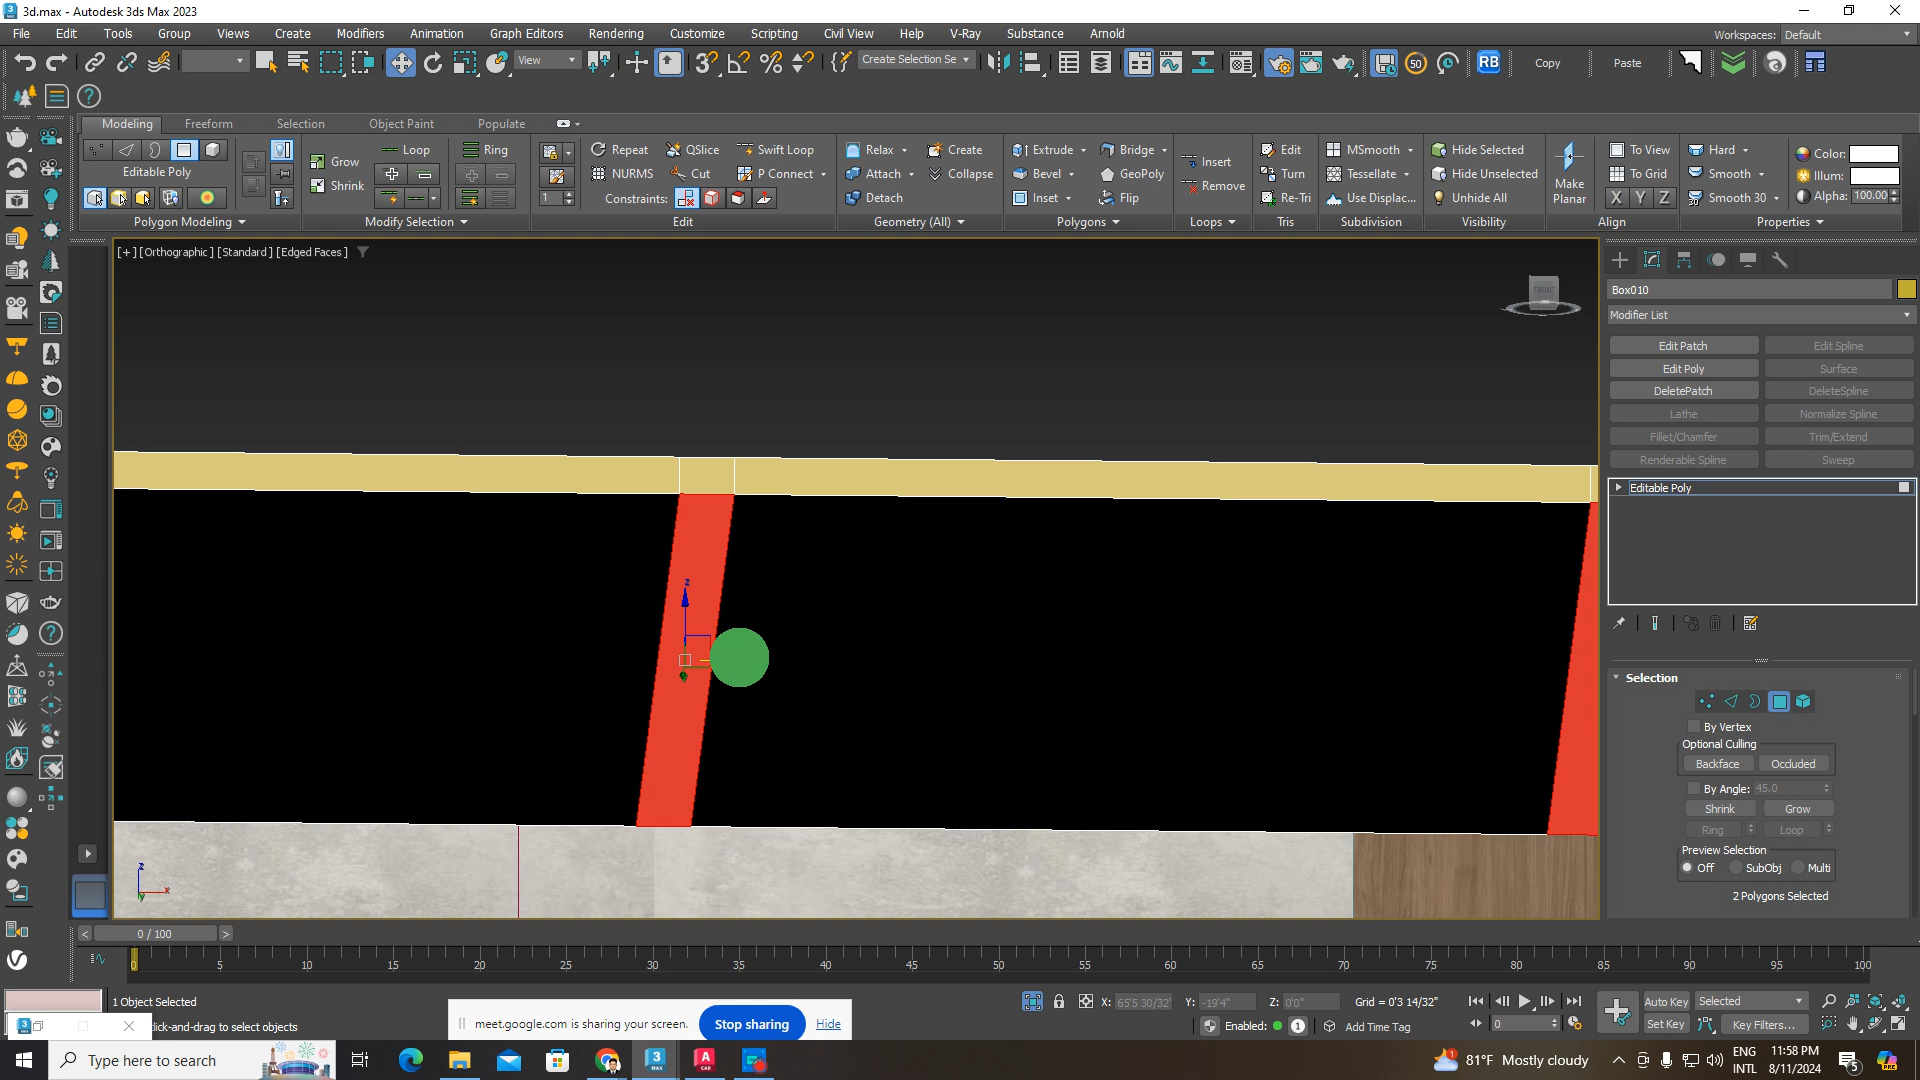 3d.max - Autodesk 3ds Max 2023
File Edit Tools Group Views Create Modifiers Animation Graph Editors Rendering Customize Scripting Civil View Help V-Ray Substance Arnold
Workspaces: Default
View Create Selection Se 50 RB Copy Paste
Modeling Freeform Selection Object Paint Populate
Loop Ring Repeat QSlice Swift Loop Relax Create Extrude Bridge Edit MSmooth Hide Selected To View Hard Color:
Grow Insert
Editable Poly NURMS Cut P Connect Attach Collapse Bevel GeoPoly Turn Tessellate Hide Unselected To Grid Smooth Illum:
Shrink Remove Make Planar
1 Constraints: Detach Inset Flip Re-Tri Use Displac... Unhide All X Y Z Smooth 30 Alpha: 100.00
Polygon Modeling Modify Selection Edit Geometry (All) Polygons Loops Tris Subdivision Visibility Align Properties
[+] [Orthographic] [Standard] [Edged Faces]
FRONT
Box010
Modifier List
Edit Patch Edit Spline
Edit Poly Surface
DeletePatch DeleteSpline
Lathe Normalize Spline
Fillet/Chamfer Trim/Extend
Renderable Spline Sweep
Editable Poly
z
Selection
By Vertex
Optional Culling
Backface Occluded
By Angle: 45.0
Shrink Grow
Ring Loop
Preview Selection
Off SubObj Multi
2 Polygons Selected
z
x
y
< 0 / 100 >
0 5 10 15 20 25 30 35 40 45 50 55 60 65 70 75 80 85 90 95 100
1 Object Selected
X: 65'5 30/32' Y: -19'4" Z: 0'0" Grid = 0'3 14/32"
Auto Key Selected
click-and-drag to select objects
meet.google.com is sharing your screen. Stop sharing Hide
Enabled: 1 Add Time Tag
0
Set Key Key Filters...
Type here to search
81°F Mostly cloudy
ENG INTL
11:58 PM
8/11/2024
5